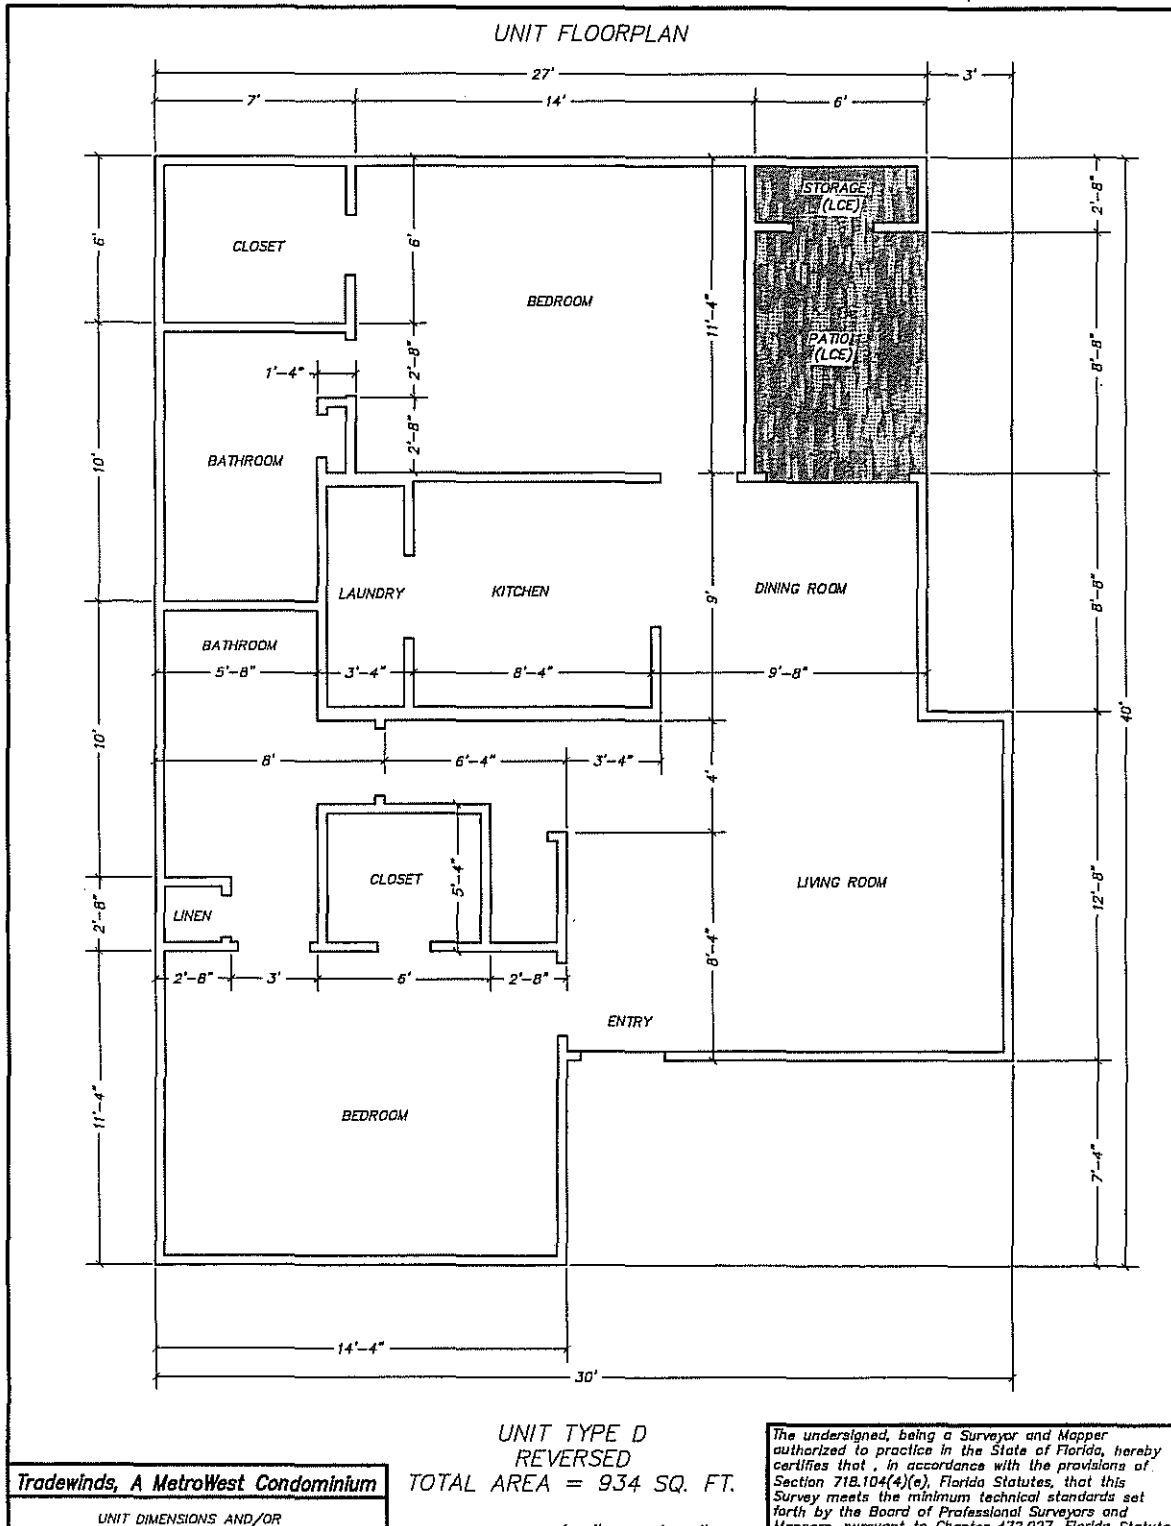 UNIT FLOORPLAN
27'
3'
7'
14'
6'
STORAGE
(LCE)
2'-8"
6'
CLOSET
6'
BEDROOM
11'-4"
PATIO
(LCE)
8'-8"
1'-4"
2'-8"
2'-8"
10'
BATHROOM
LAUNDRY
KITCHEN
9'
DINING ROOM
8'-8"
BATHROOM
5'-8"
3'-4"
8'-4"
9'-8"
40'
10'
8'
6'-4"
3'-4"
4'
CLOSET
5'-4"
LIVING ROOM
12'-8"
2'-8"
LINEN
8'-4"
2'-8"
3'
6'
2'-8"
ENTRY
11'-4"
BEDROOM
7'-4"
14'-4"
30'
UNIT TYPE D
REVERSED
TOTAL AREA = 934 SQ. FT.
Tradewinds, A MetroWest Condominium
UNIT DIMENSIONS AND/OR
The undersigned, being a Surveyor and Mapper
authorized to practice in the State of Florida, hereby
certifies that , in accordance with the provisions of
Section 718.104(4)(e), Florida Statutes, that this
Survey meets the minimum technical standards set
forth by the Board of Professional Surveyors and